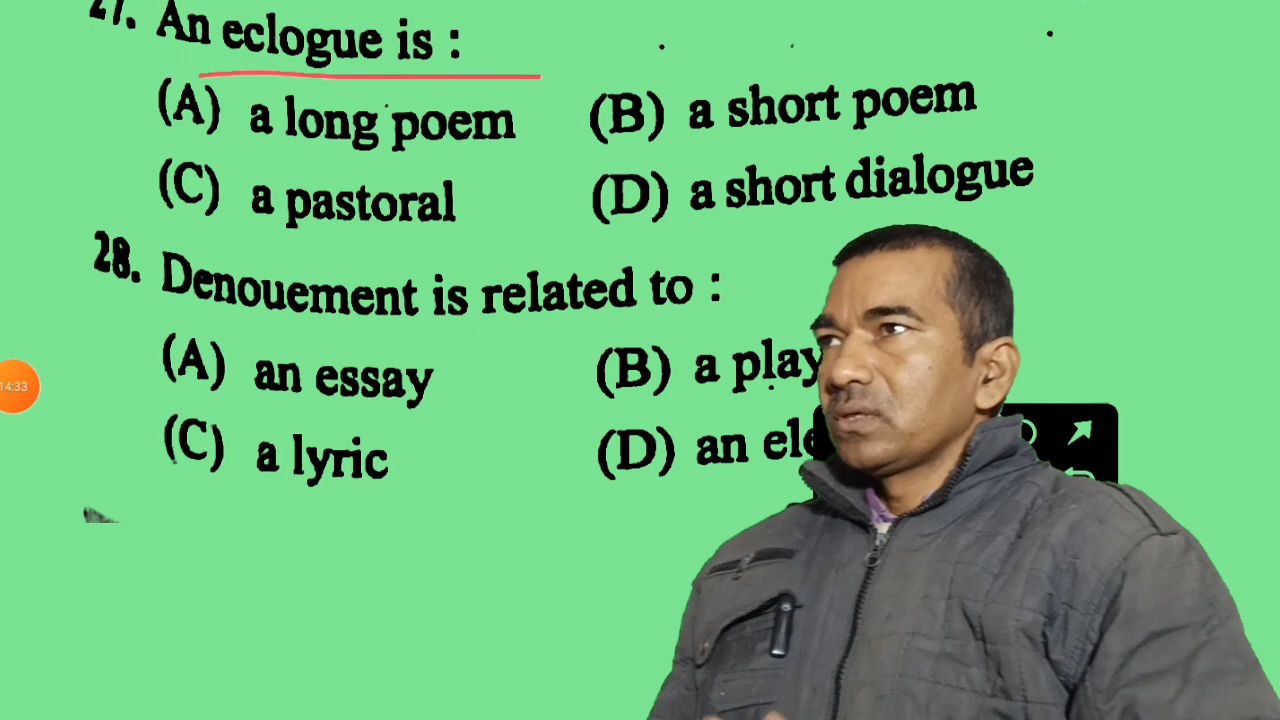 27. An eclogue is :
(A) a long poem (B) a short poem
(C) a pastoral (D) a short dialogue
28. Denouement is related to :
(A) an essay (B) a play
(C) a lyric (D) an ele
14:33